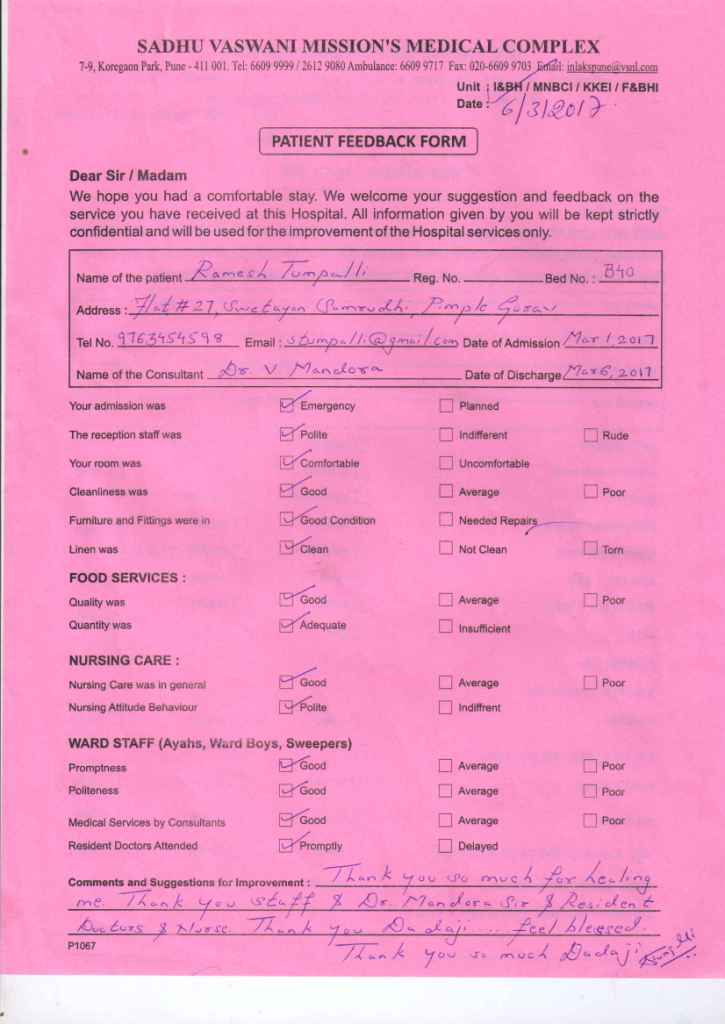 SADHU VASWANI MISSION'S MEDICAL COMPLEX
7-9, Koregaon Park, Pune - 411 001. Tel: 6609 9999 / 2612 9080 Ambulance: 6609 9717 Fax: 020-6609 9703 Email: inlakspune@vsnl.com
Unit : I&BH / MNBCI / KKEI / F&BHI
Date : 6/3/2017
PATIENT FEEDBACK FORM
Dear Sir / Madam
We hope you had a comfortable stay. We welcome your suggestion and feedback on the
service you have received at this Hospital. All information given by you will be kept strictly
confidential and will be used for the improvement of the Hospital services only.
Name of the patient Ramesh Tumpalli Reg. No. Bed No. : B40
Address : Flat # 27, Swetayan Samrudhi, Pimple Gurav
Tel No. 9763454598 Email : stumpalli@gmail.com Date of Admission Mar 1, 2017
Name of the Consultant Dr. V Mandora Date of Discharge Mar 6, 2017
Your admission was Emergency Planned
The reception staff was Polite Indifferent Rude
Your room was Comfortable Uncomfortable
Cleanliness was Good Average Poor
Furniture and Fittings were in Good Condition Needed Repairs
Linen was Clean Not Clean Torn
FOOD SERVICES :
Quality was Good Average Poor
Quantity was Adequate Insufficient
NURSING CARE :
Nursing Care was in general Good Average Poor
Nursing Attitude Behaviour Polite Indiffrent
WARD STAFF (Ayahs, Ward Boys, Sweepers)
Promptness Good Average Poor
Politeness Good Average Poor
Medical Services by Consultants Good Average Poor
Resident Doctors Attended Promptly Delayed
Comments and Suggestions for Improvement : Thank you so much for healing
me. Thank you staff & Dr. Mandora Sir & Resident
Doctors & Nurse. Thank you Dadaji ... feel blessed.
P1067
Thank you so much Dadaji